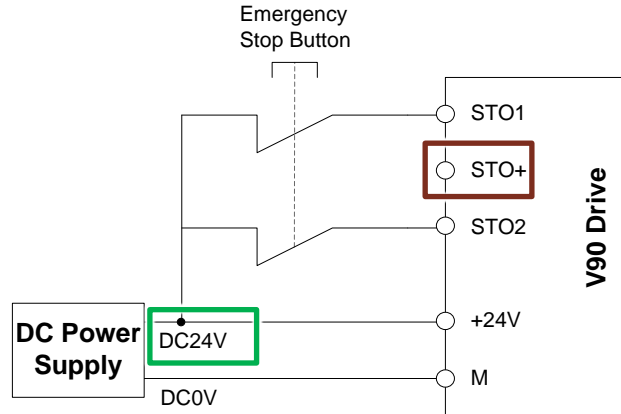 Emergency
Stop Button
STO1
STO+
STO2
V90 Drive
+24V
DC Power
Supply
DC24V
M
DC0V